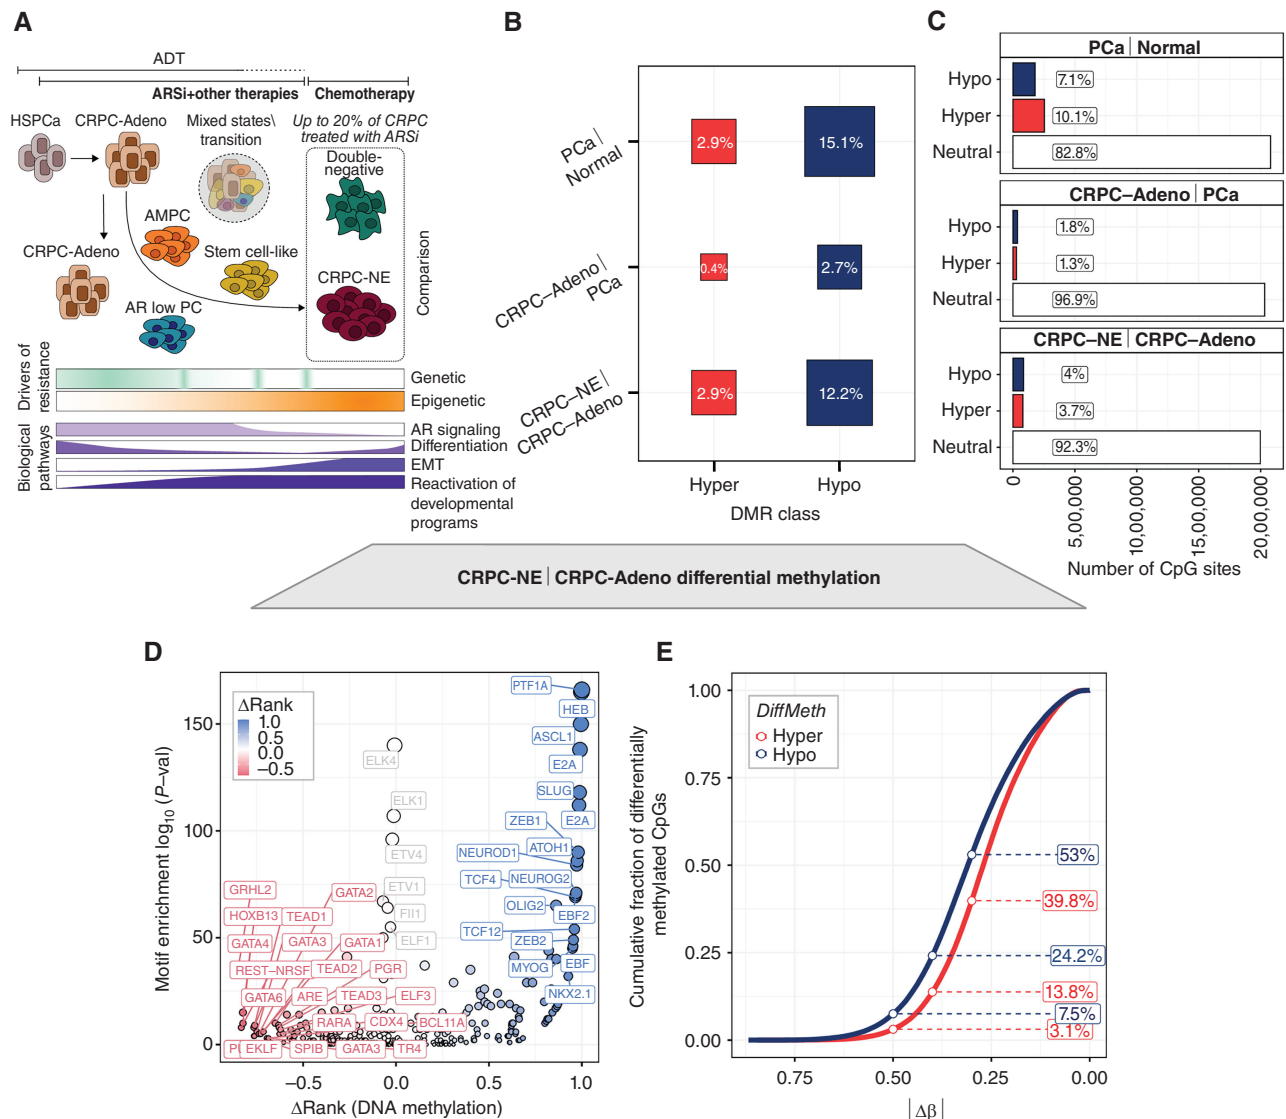 A
ADT
ARSi+other therapies
Chemotherapy
HSPCa
CRPC-Adeno
Mixed states\
transition
Up to 20% of CRPC
treated with ARSi
Double-
negative
AMPC
CRPC-Adeno
Stem cell-like
CRPC-NE
AR low PC
Comparison
Drivers of
resistance
Genetic
Epigenetic
Biological
pathways
AR signaling
Differentiation
EMT
Reactivation of
developmental
programs
B
PCa |
Normal
2.9%
15.1%
CRPC–Adeno |
PCa
0.4%
2.7%
CRPC–NE |
CRPC–Adeno
2.9%
12.2%
Hyper
Hypo
DMR class
C
PCa | Normal
Hypo
7.1%
Hyper
10.1%
Neutral
82.8%
CRPC–Adeno | PCa
Hypo
1.8%
Hyper
1.3%
Neutral
96.9%
CRPC–NE | CRPC–Adeno
Hypo
4%
Hyper
3.7%
Neutral
92.3%
0
5,00,000
10,00,000
15,00,000
20,00,000
Number of CpG sites
CRPC-NE | CRPC-Adeno differential methylation
D
Motif enrichment log10 (P–val)
150
100
50
0
ΔRank
1.0
0.5
0.0
−0.5
PTF1A
HEB
ASCL1
E2A
SLUG
E2A
ZEB1
ATOH1
NEUROD1
TCF4
NEUROG2
OLIG2
EBF2
TCF12
ZEB2
MYOG
EBF
NKX2.1
ELK4
ELK1
ETV4
ETV1
FII1
ELF1
GRHL2
GATA2
HOXB13
TEAD1
GATA4
GATA3
GATA1
REST–NRSF
TEAD2
PGR
GATA6
ARE
TEAD3
ELF3
RARA
CDX4
BCL11A
EKLF
SPIB
GATA3
TR4
−0.5
0.0
0.5
1.0
ΔRank (DNA methylation)
E
Cumulative fraction of differentially
methylated CpGs
1.00
0.75
0.50
0.25
0.00
DiffMeth
Hyper
Hypo
53%
39.8%
24.2%
13.8%
7.5%
3.1%
0.75
0.50
0.25
0.00
|Δβ|